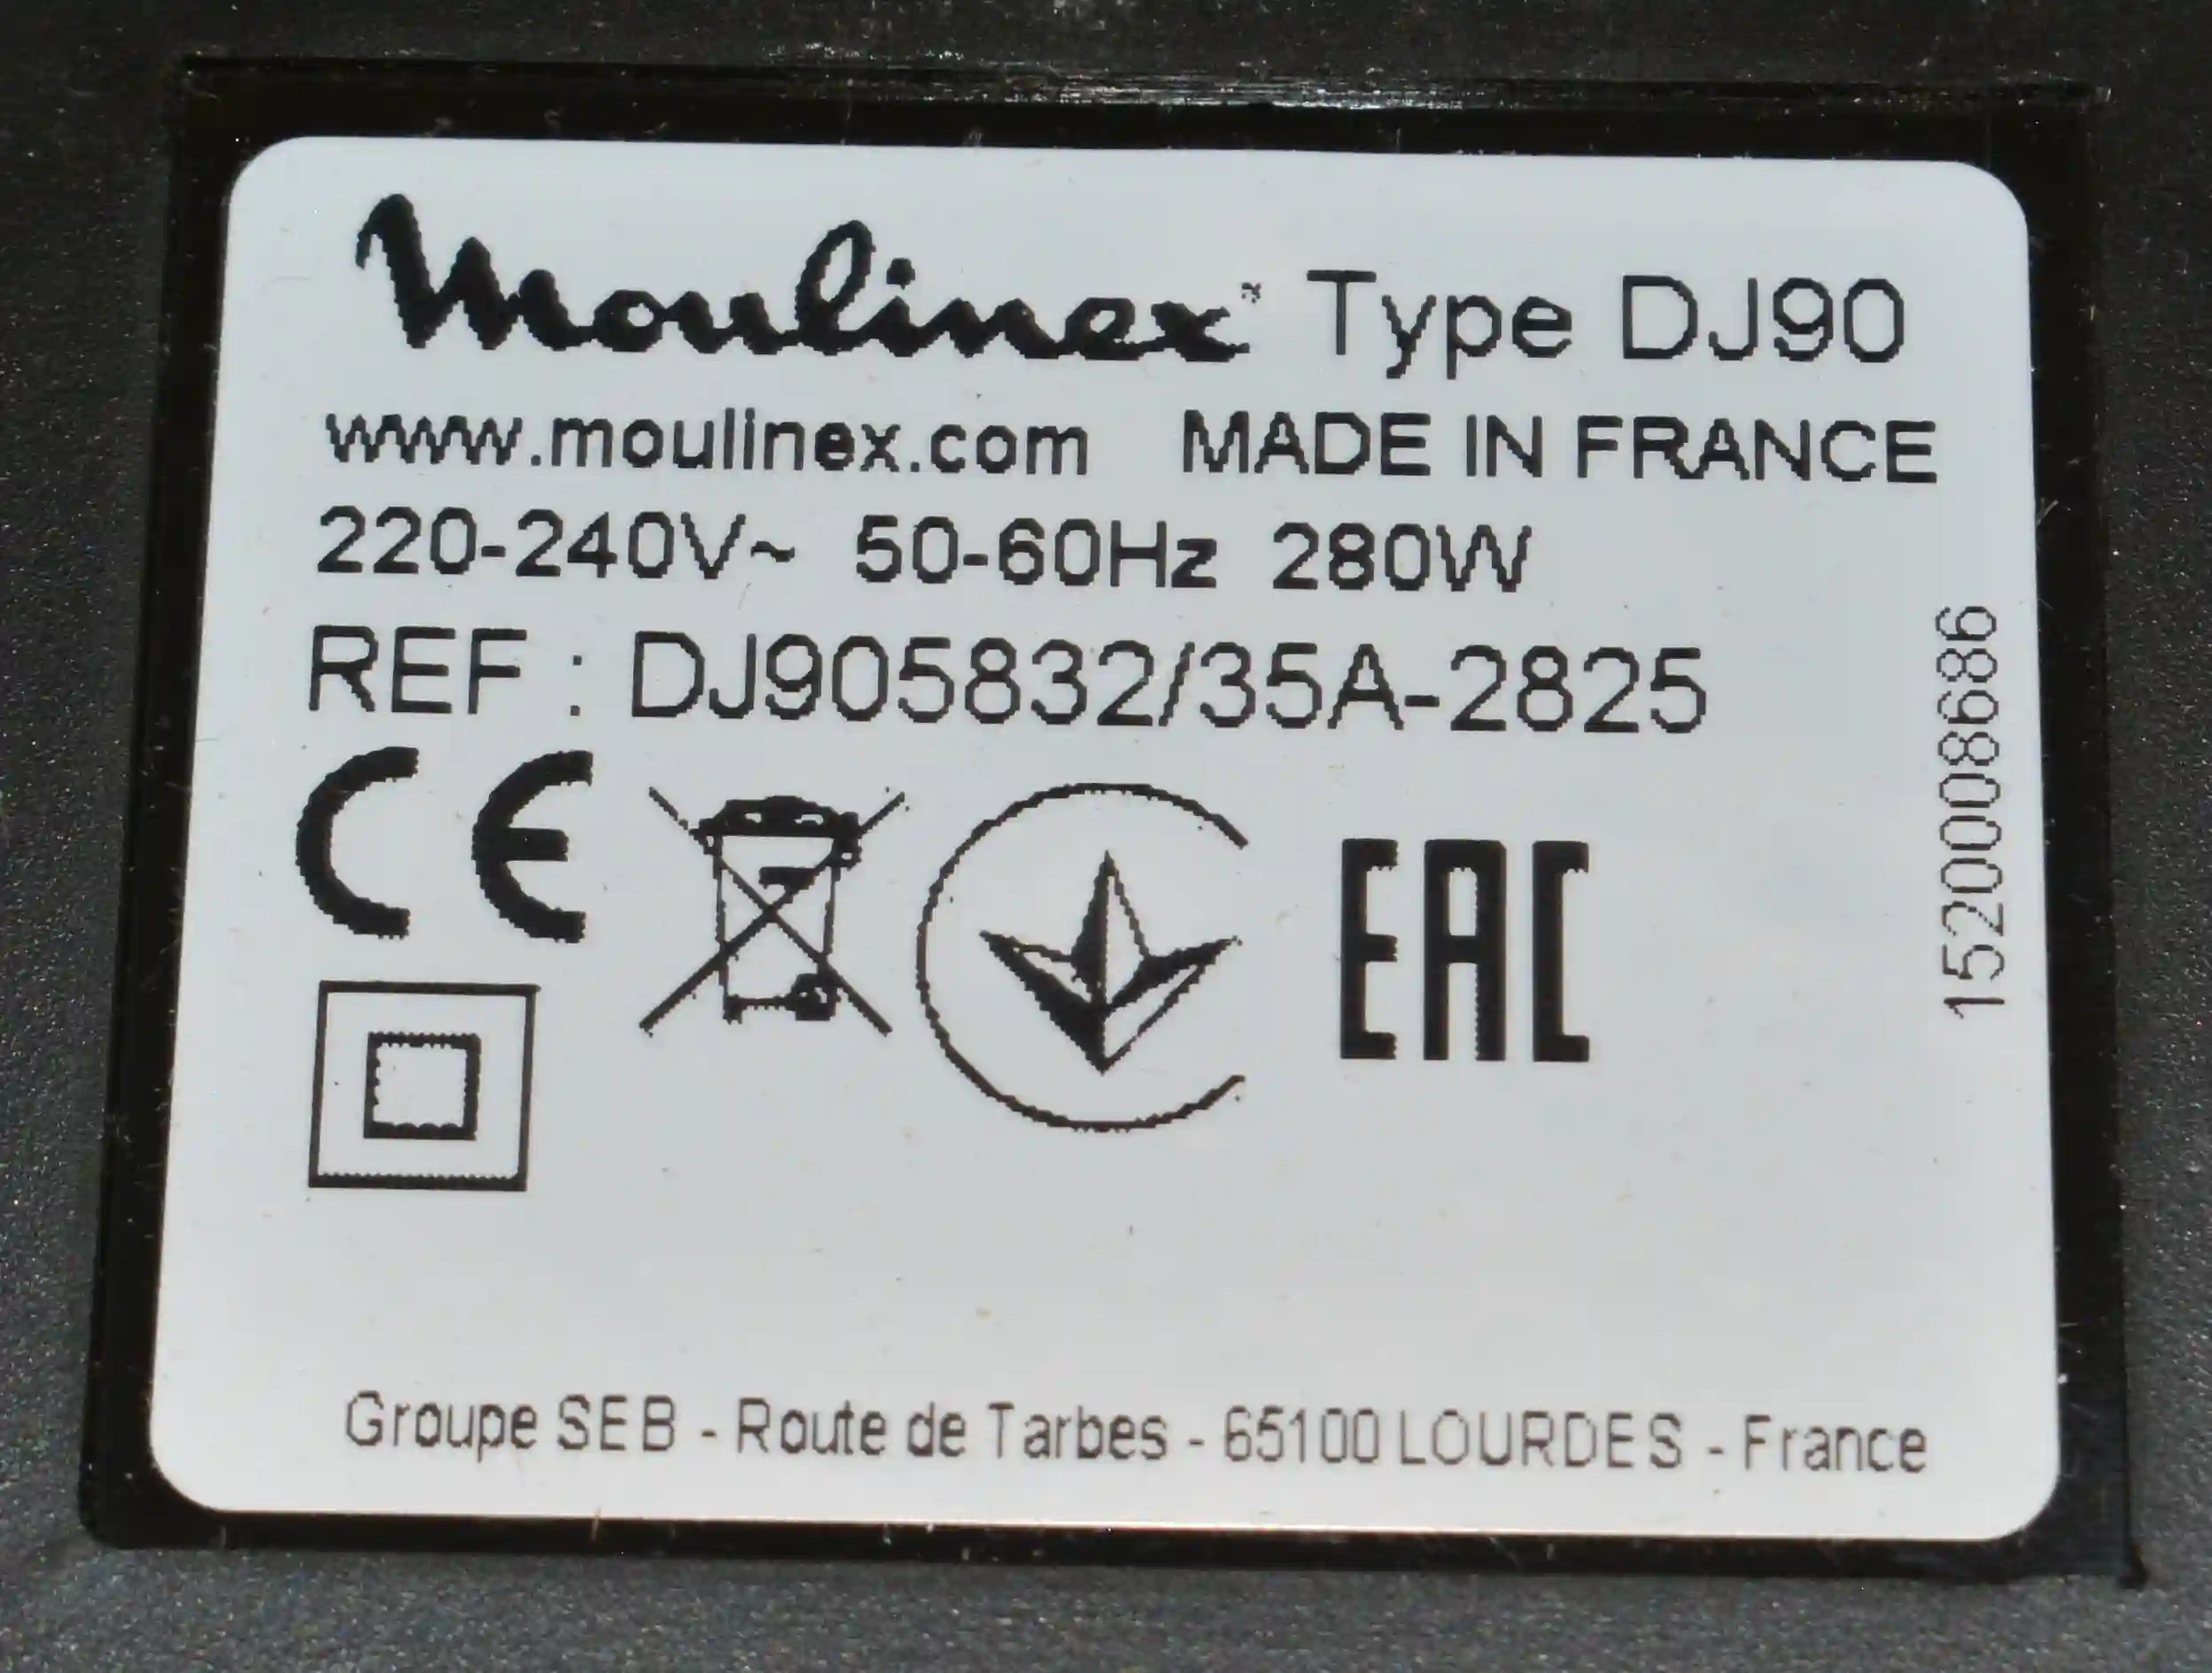 Moulinex Type DJ90
www.moulinex.com MADE IN FRANCE
220-240V~ 50-60Hz 280W
REF : DJ905832/35A-2825
CE
EAC
1520008686
Groupe SEB - Route de Tarbes - 65100 LOURDES - France